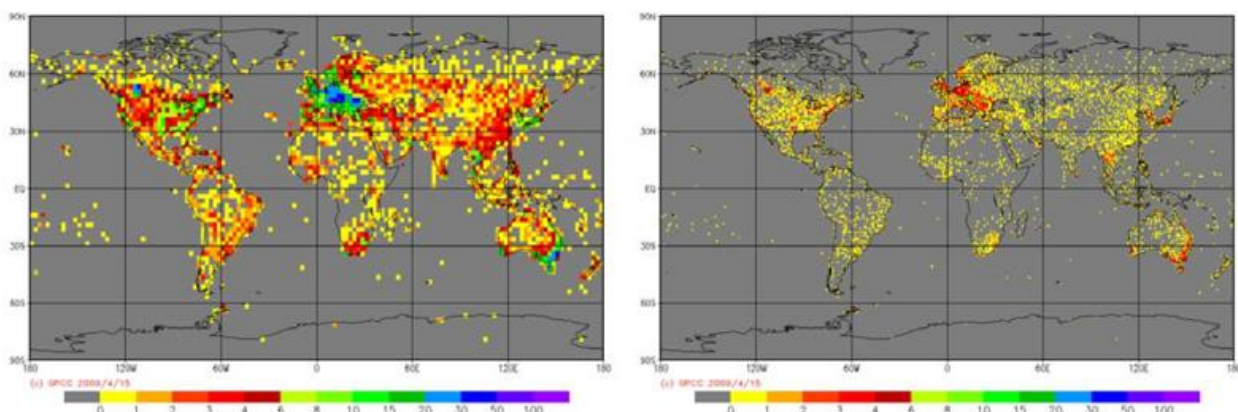 90N 90N
60N 60N
30N 30N
EQ EQ
30S 30S
60S 60S
90S 90S
180 120W 60W 0 60E 120E 180 180 120W 60W 0 60E 120E 180
(c) GPCC 2009/4/15 (c) GPCC 2009/4/15
0 1 2 3 4 6 8 10 15 20 30 50 100 0 1 2 3 4 6 8 10 15 20 30 50 100